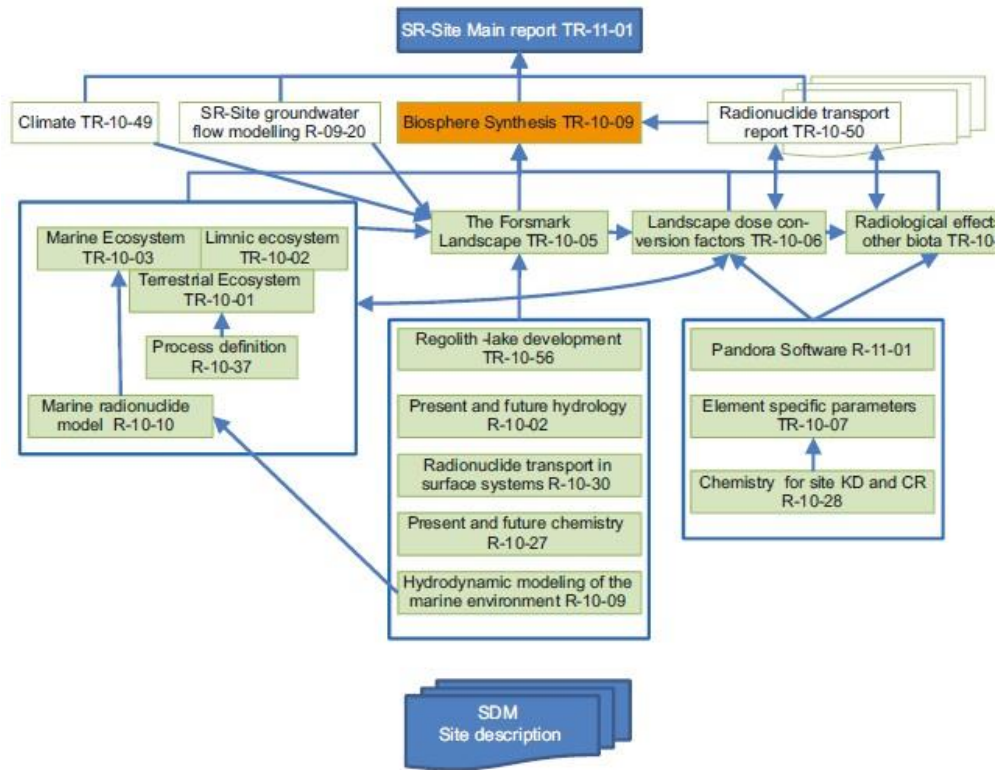 SR-Site Main report TR-11-01
Climate TR-10-49
SR-Site groundwater
flow modelling R-09-20
Biosphere Synthesis TR-10-09
Radionuclide transport
report TR-10-50
Marine Ecosystem
TR-10-03
Limnic ecosystem
TR-10-02
Terrestrial Ecosystem
TR-10-01
Process definition
R-10-37
Marine radionuclide
model R-10-10
The Forsmark
Landscape TR-10-05
Landscape dose con-
version factors TR-10-06
Radiological effects
other biota TR-10-
Regolith -lake development
TR-10-56
Present and future hydrology
R-10-02
Radionuclide transport in
surface systems R-10-30
Present and future chemistry
R-10-27
Hydrodynamic modeling of the
marine environment R-10-09
Pandora Software R-11-01
Element specific parameters
TR-10-07
Chemistry for site KD and CR
R-10-28
SDM
Site description